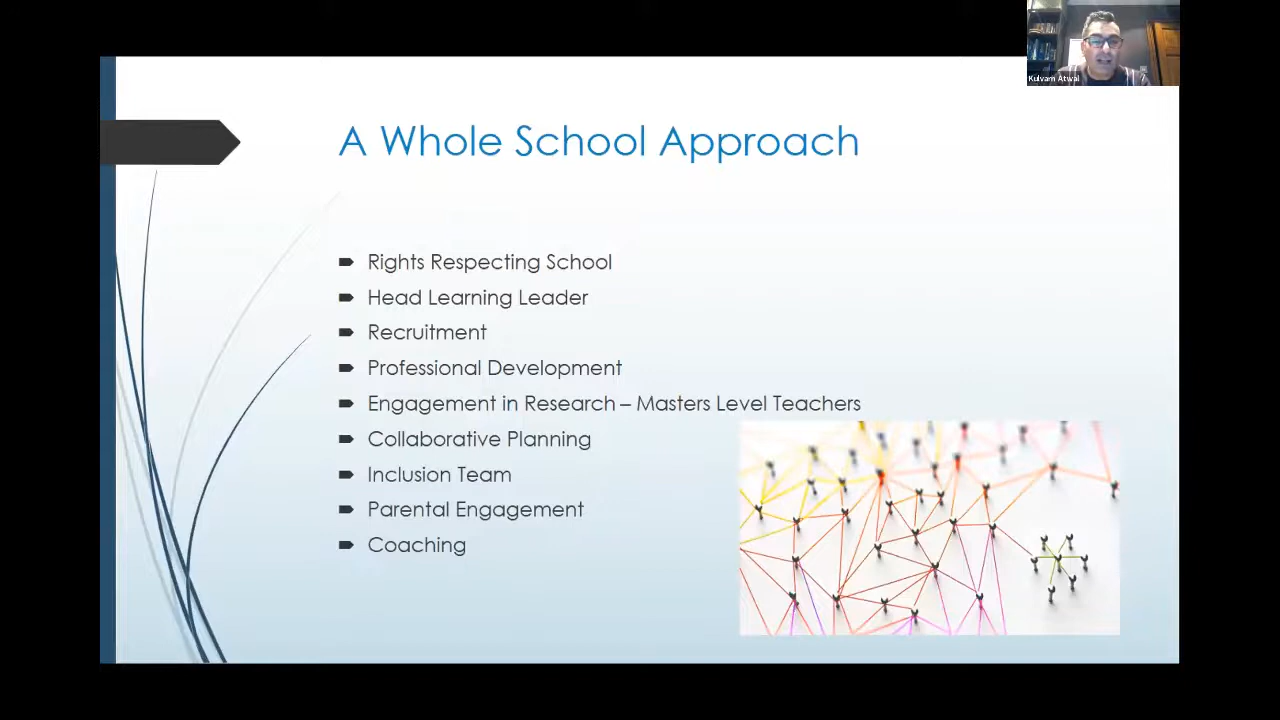 Kulvarn Atwal
A Whole School Approach
Rights Respecting School
Head Learning Leader
Recruitment
Professional Development
Engagement in Research – Masters Level Teachers
Collaborative Planning
Inclusion Team
Parental Engagement
Coaching